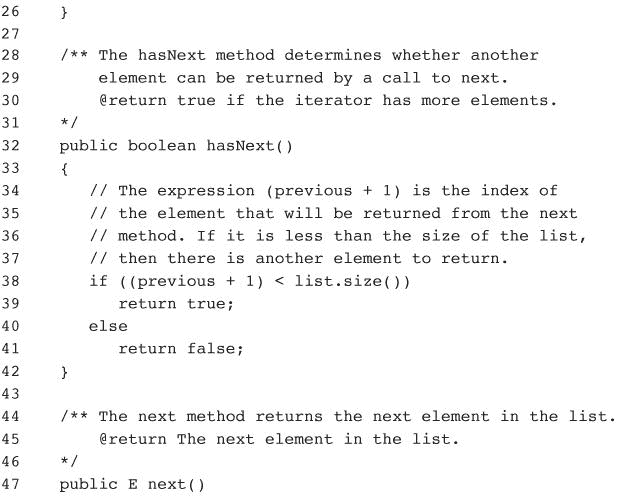 26 }
27
28 /** The hasNext method determines whether another
29 element can be returned by a call to next.
30 @return true if the iterator has more elements.
31 */
32 public boolean hasNext()
33 {
34 // The expression (previous + 1) is the index of
35 // the element that will be returned from the next
36 // method. If it is less than the size of the list,
37 // then there is another element to return.
38 if ((previous + 1) < list.size())
39 return true;
40 else
41 return false;
42 }
43
44 /** The next method returns the next element in the list.
45 @return The next element in the list.
46 */
47 public E next()